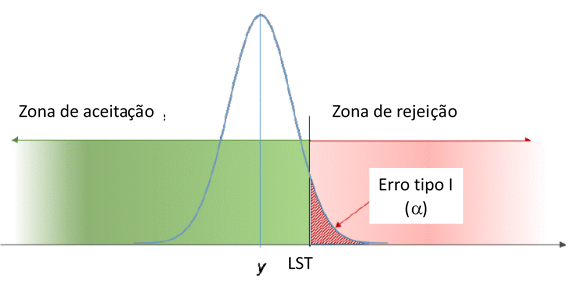 Zona de aceitação :
Zona de rejeição
Erro tipo I
(α)
y
LST